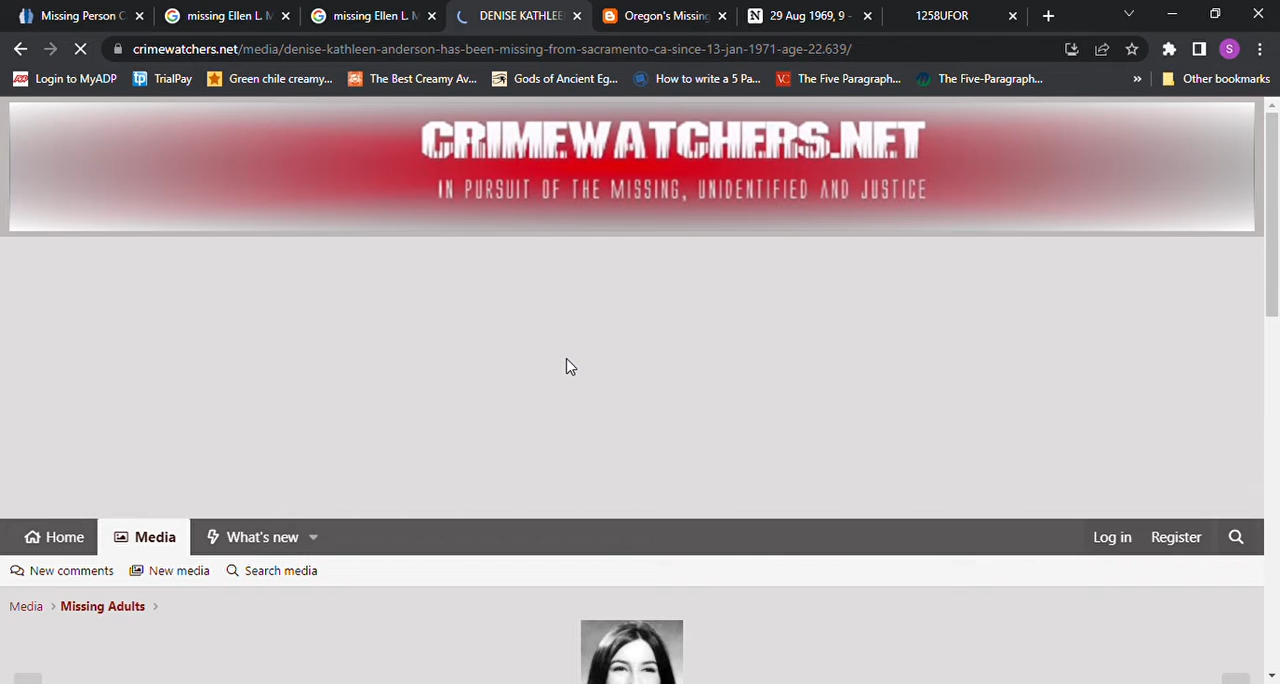 Missing Person C
missing Ellen L. M
missing Ellen L. M
DENISE KATHLEE
Oregon's Missing
29 Aug 1969, 9 -
1258UFOR
crimewatchers.net/media/denise-kathleen-anderson-has-been-missing-from-sacramento-ca-since-13-jan-1971-age-22.639/
S
Login to MyADP
TrialPay
Green chile creamy...
The Best Creamy Av...
Gods of Ancient Eg...
How to write a 5 Pa...
The Five Paragraph...
The Five-Paragraph...
»
Other bookmarks
CRIMEWATCHERS.NET
IN PURSUIT OF THE MISSING, UNIDENTIFIED AND JUSTICE
Home
Media
What's new
Log in
Register
New comments
New media
Search media
Media > Missing Adults >